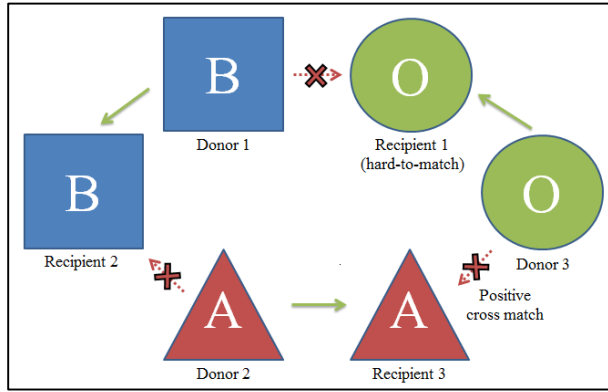 B
O
Donor 1
Recipient 1
(hard-to-match)
B
O
Recipient 2
Donor 3
A
A
Positive
cross match
Donor 2
Recipient 3